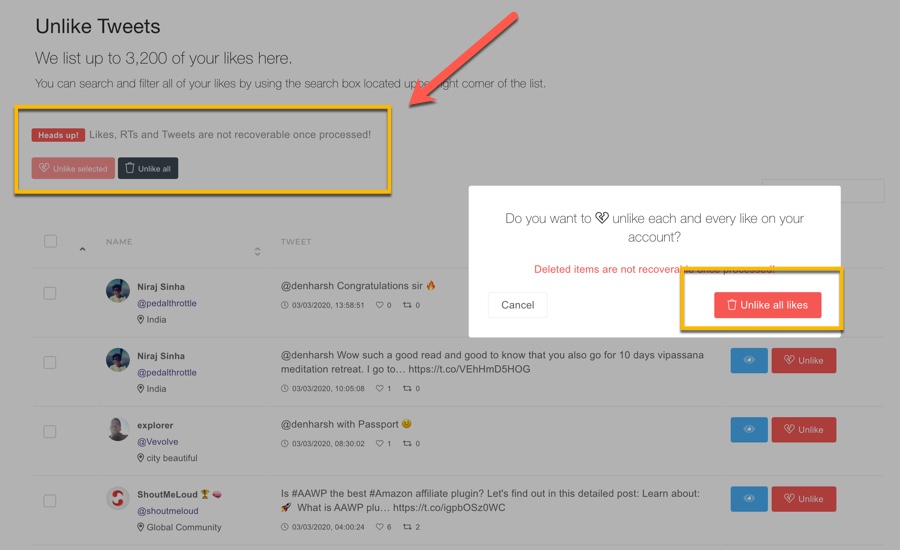 Unlike Tweets
We list up to 3,200 of your likes here.
You can search and filter all of your likes by using the search box located upper right corner of the list.
Heads up! Likes, RTs and Tweets are not recoverable once processed!
Unlike selected Unlike all
Do you want to unlike each and every like on your
account?
Deleted items are not recoverable once processed!
Cancel Unlike all likes
NAME TWEET
Niraj Sinha
@pedalthrottle
India
@denharsh Congratulations sir 🔥
03/03/2020, 13:58:51 0 0
Niraj Sinha
@pedalthrottle
India
@denharsh Wow such a good read and good to know that you also go for 10 days vipassana
meditation retreat. I go to… https://t.co/VEhHmD5HOG
03/03/2020, 10:05:08 1 0
Unlike
explorer
@Vevolve
city beautiful
@denharsh with Passport
03/03/2020, 08:30:02 1 0
Unlike
ShoutMeLoud 🏆🧠
@shoutmeloud
Global Community
Is #AAWP the best #Amazon affiliate plugin? Let's find out in this detailed post: Learn about:
🚀 What is AAWP plu… https://t.co/igpbOSz0WC
03/03/2020, 04:00:24 6 2
Unlike